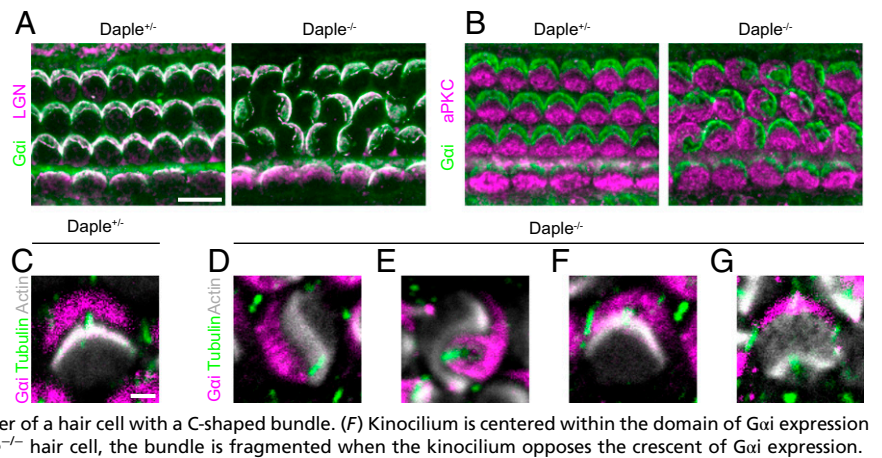 A Daple+/- Daple-/- B Daple+/- Daple-/-
Gαi LGN
Gαi aPKC
Daple+/- Daple-/-
C D E F G
Gαi Tubulin Actin
Gαi Tubulin Actin
er of a hair cell with a C-shaped bundle. (F) Kinocilium is centered within the domain of Gαi expression
−/− hair cell, the bundle is fragmented when the kinocilium opposes the crescent of Gαi expression.